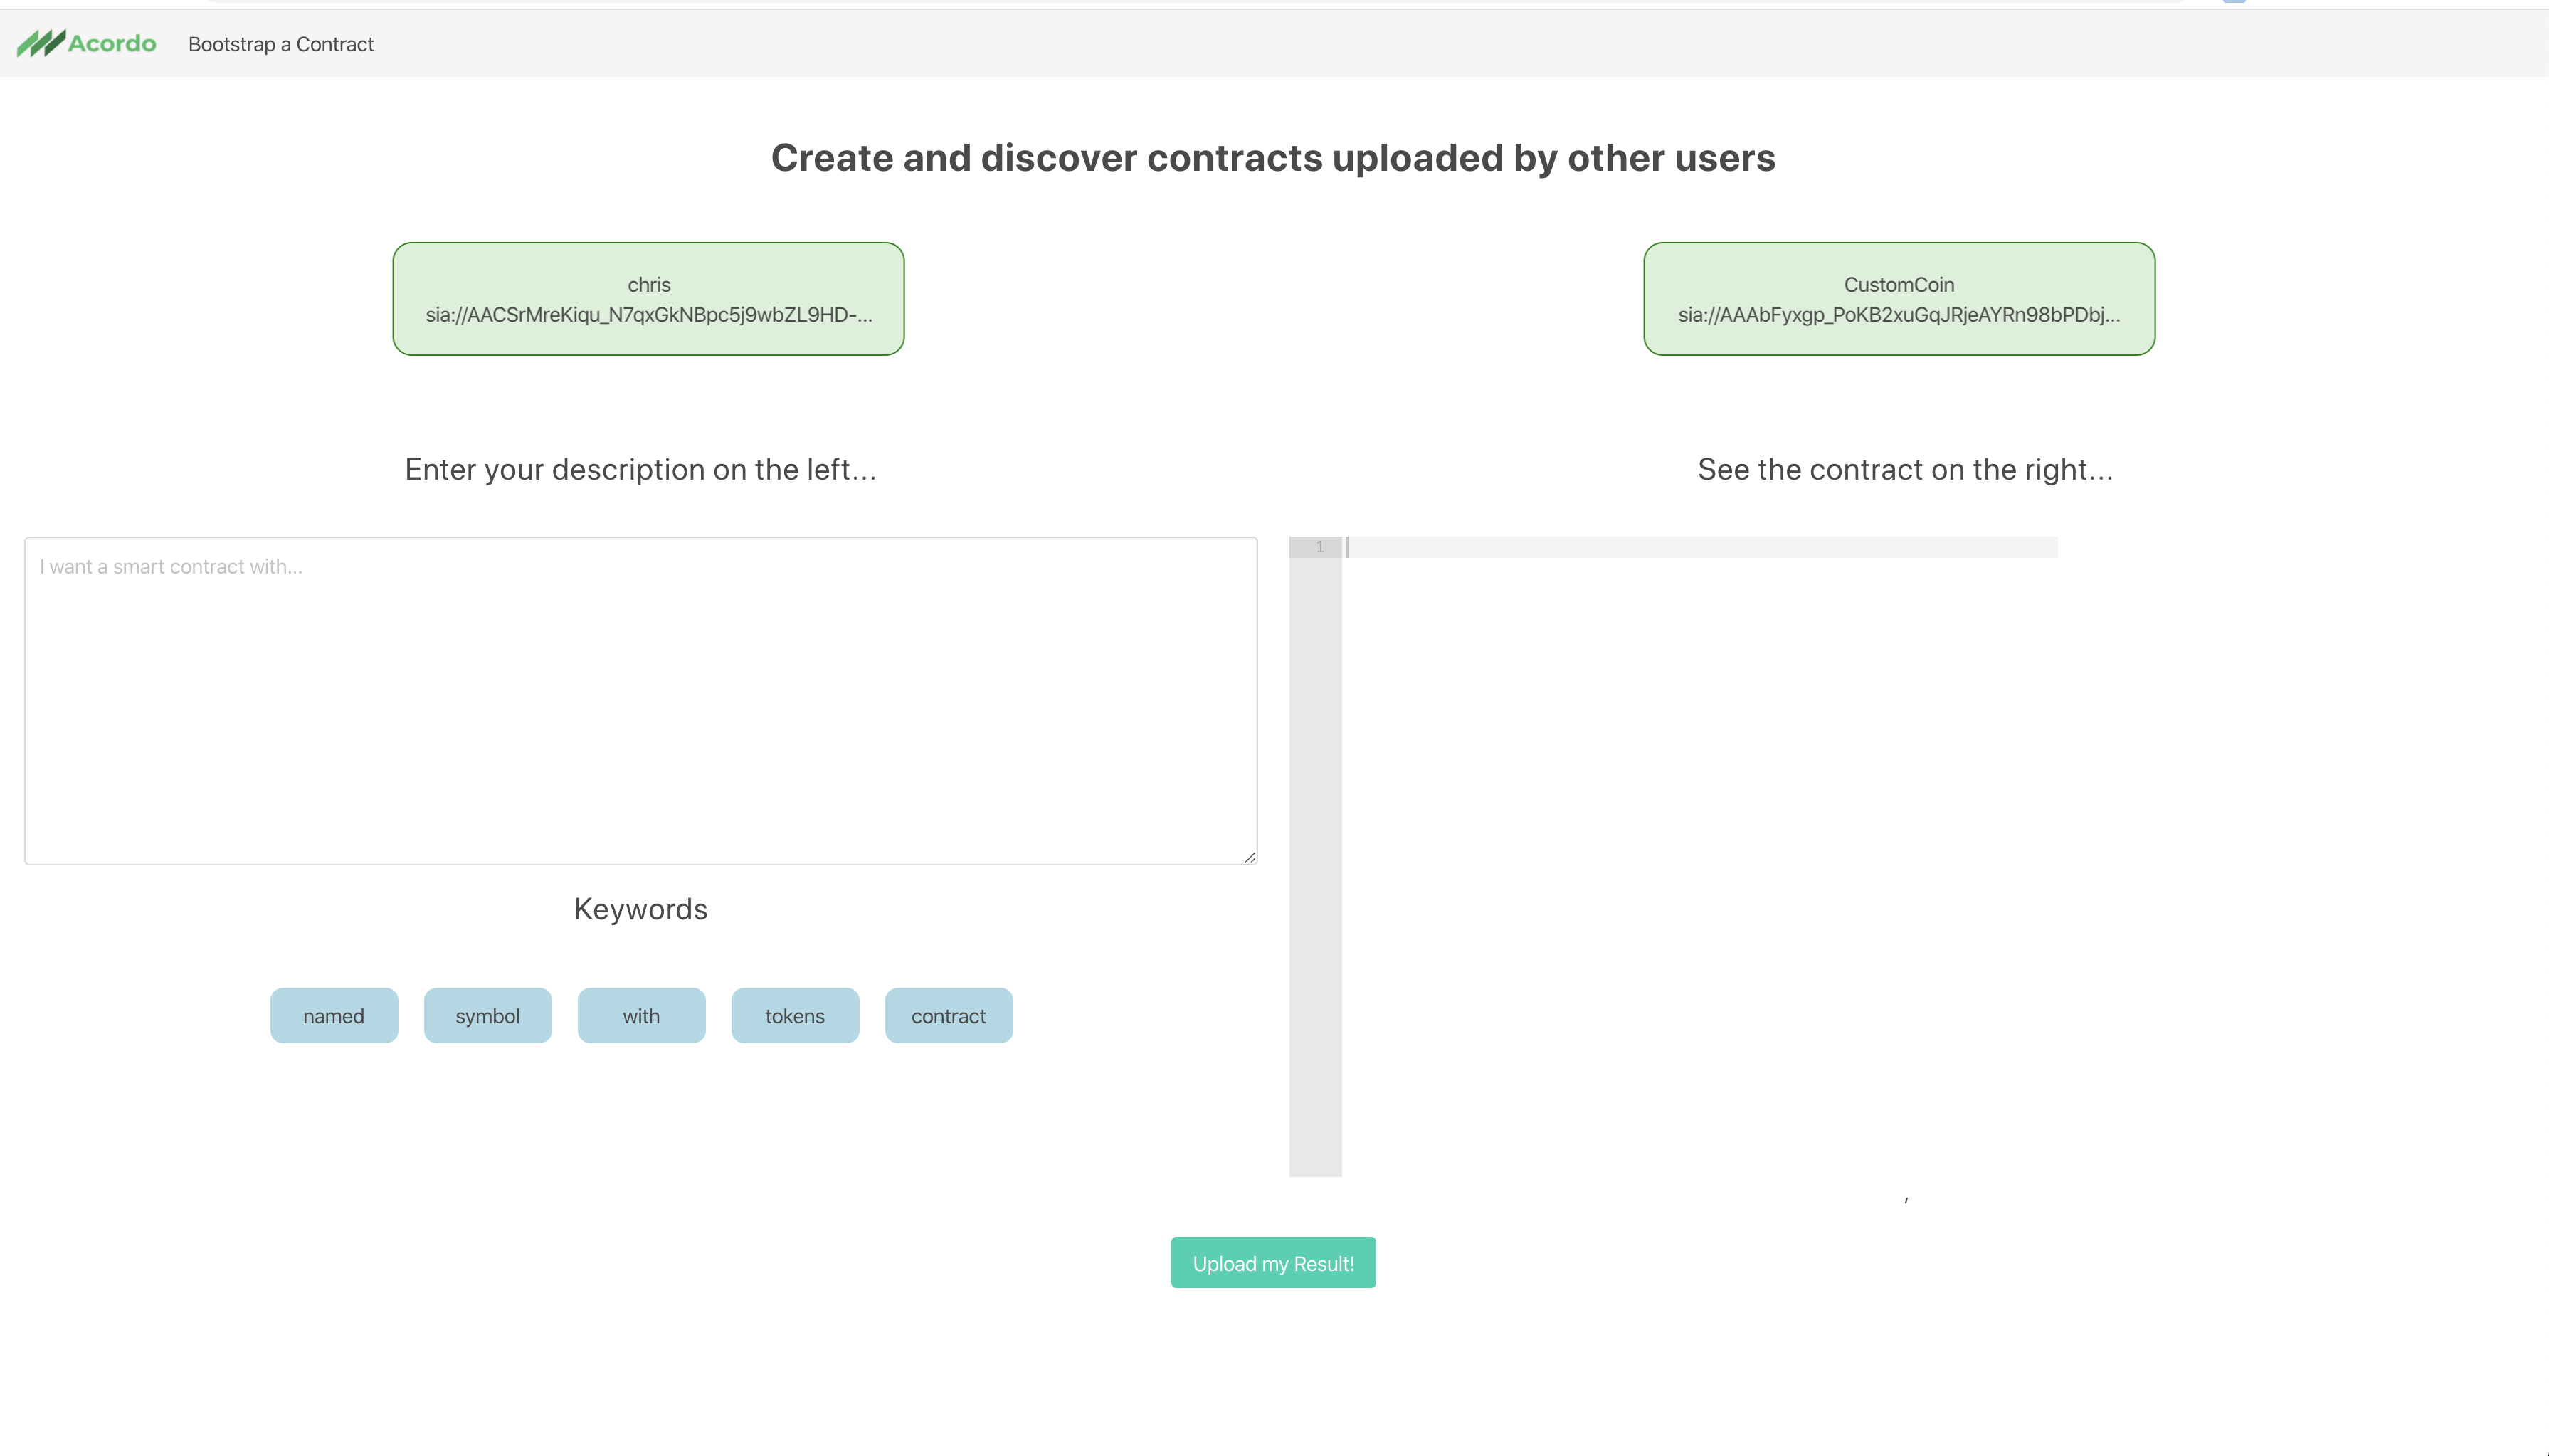 Acordo
Bootstrap a Contract
Create and discover contracts uploaded by other users
chris
sia://AACSrMreKiqu_N7qxGkNBpc5j9wbZL9HD-...
CustomCoin
sia://AAAbFyxgp_PoKB2xuGqJRjeAYRn98bPDbj...
Enter your description on the left...
See the contract on the right...
I want a smart contract with...
1
Keywords
named
symbol
with
tokens
contract
,
Upload my Result!